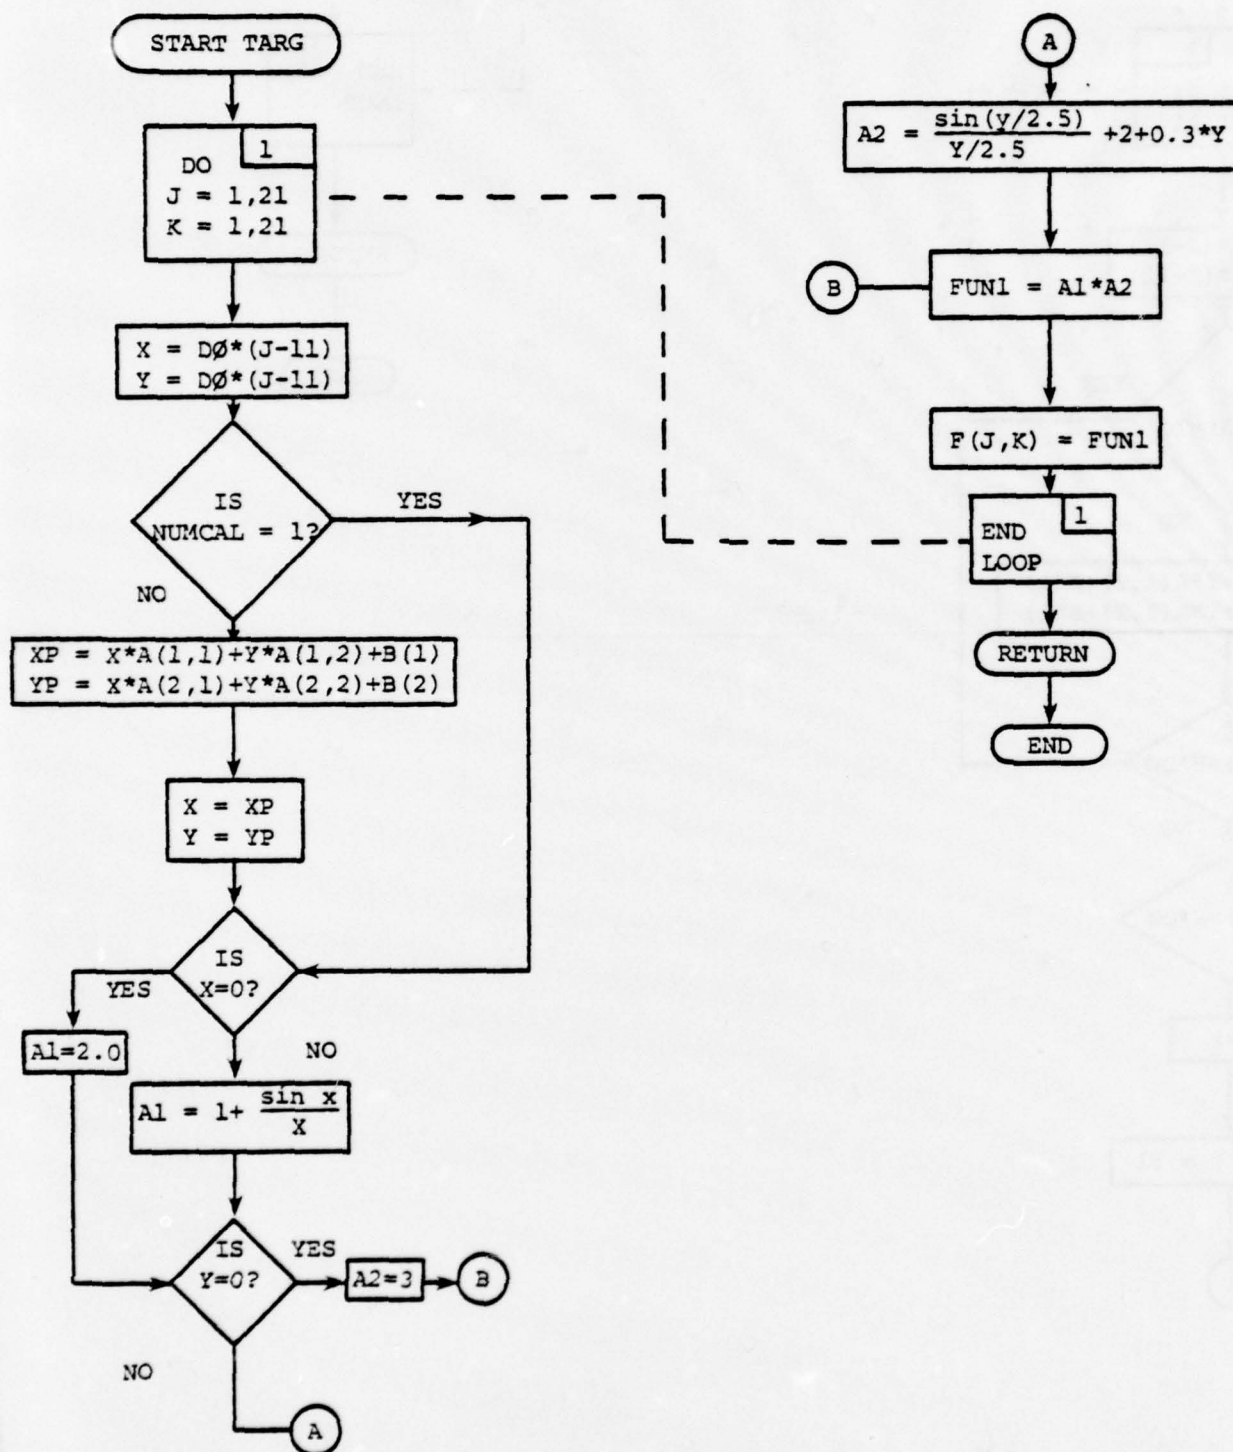 START TARG
1
DO
J = 1,21
K = 1,21
X = DØ*(J-11)
Y = DØ*(J-11)
IS
NUMCAL = 1?
YES
NO
XP = X*A(1,1)+Y*A(1,2)+B(1)
YP = X*A(2,1)+Y*A(2,2)+B(2)
X = XP
Y = YP
IS
X=0?
YES
NO
A1=2.0
A1 = 1+ sin x
X
IS
Y=0?
YES
A2=3
B
NO
A
A
A2 = sin(y/2.5) +2+0.3*Y
Y/2.5
B
FUN1 = A1*A2
F(J,K) = FUN1
1
END
LOOP
RETURN
END